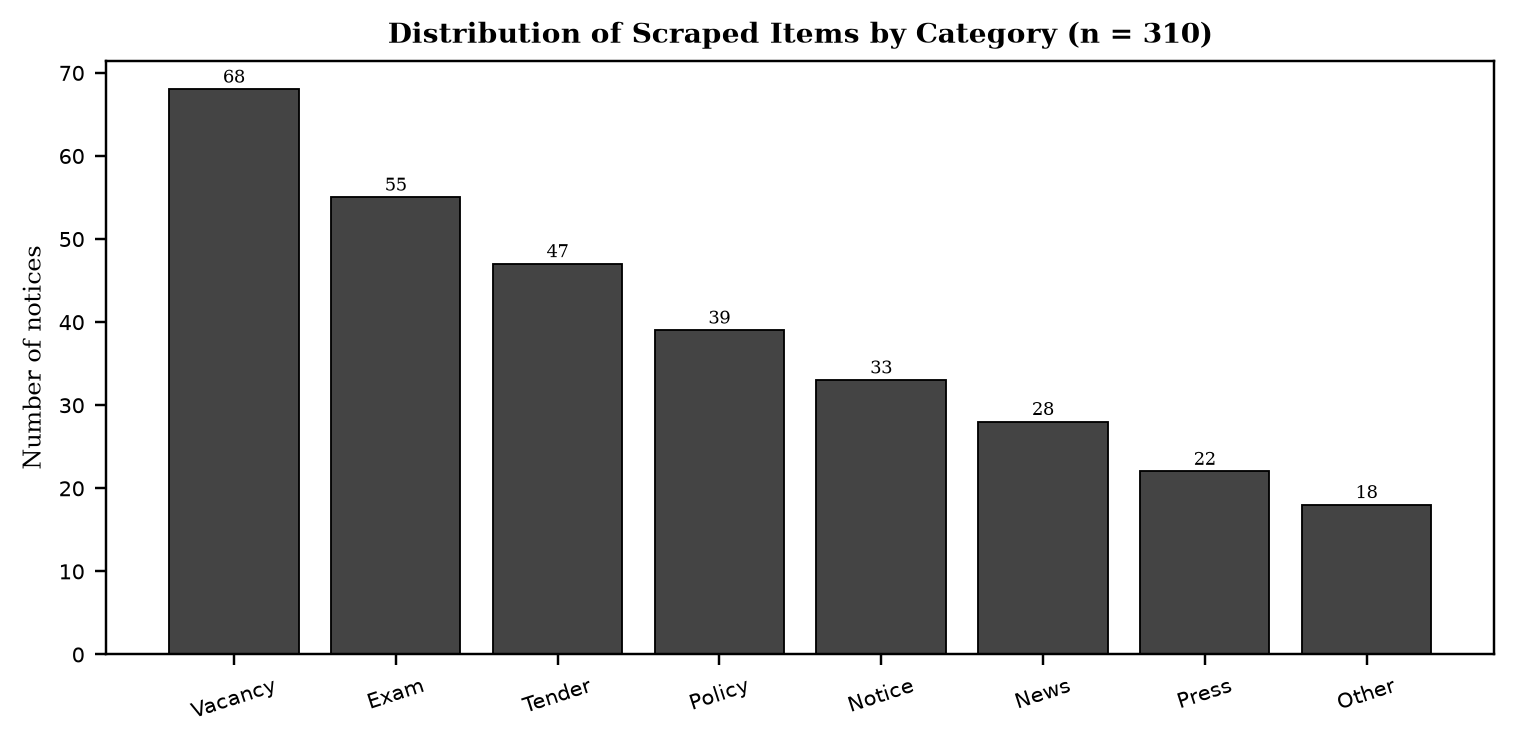 Distribution of Scraped Items by Category (n = 310)
Number of notices
70
60
50
40
30
20
10
0
68
55
47
39
33
28
22
18
Vacancy
Exam
Tender
Policy
Notice
News
Press
Other